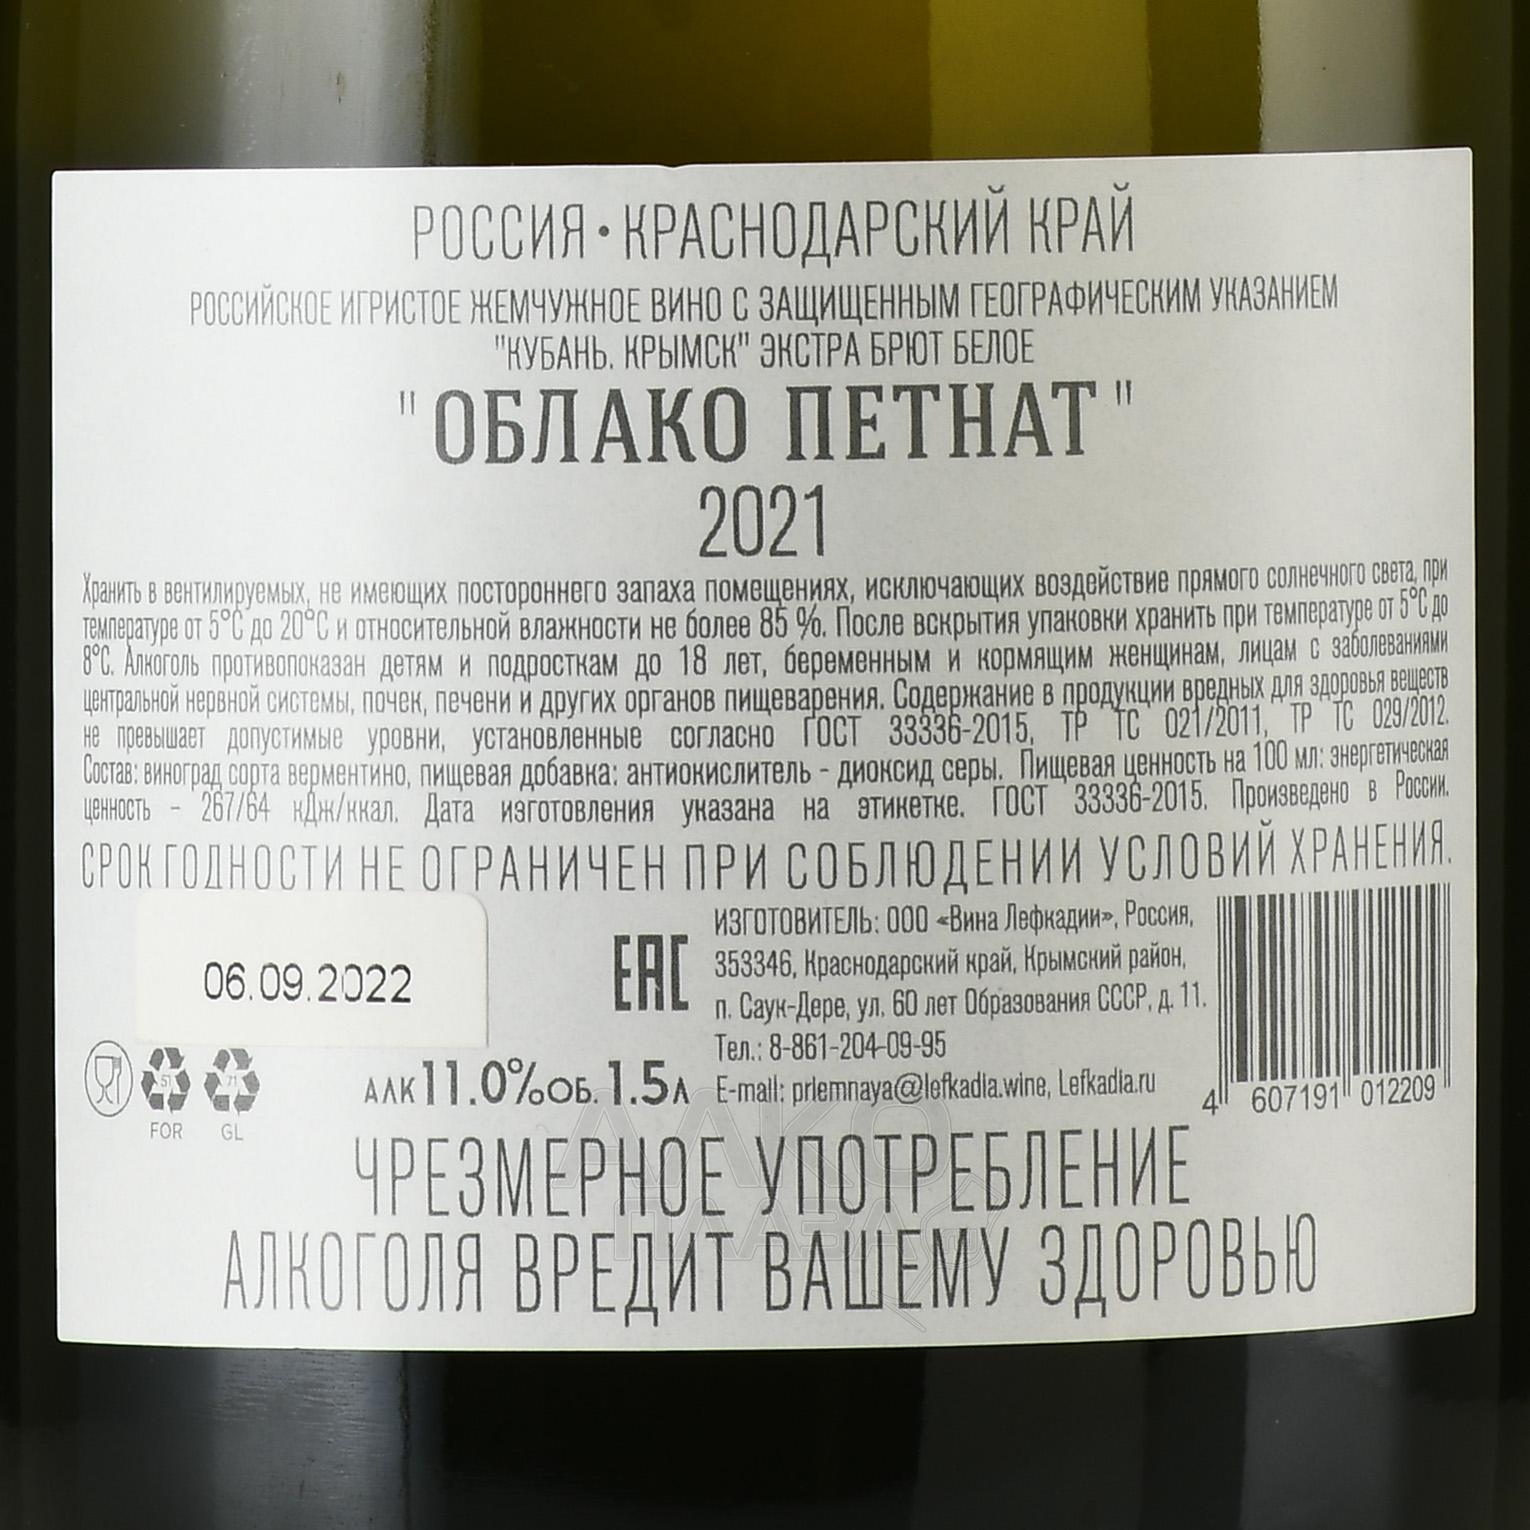 РОССИЯ • КРАСНОДАРСКИЙ КРАЙ
РОССИЙСКОЕ ИГРИСТОЕ ЖЕМЧУЖНОЕ ВИНО С ЗАЩИЩЕННЫМ ГЕОГРАФИЧЕСКИМ УКАЗАНИЕМ
"КУБАНЬ. КРЫМСК" ЭКСТРА БРЮТ БЕЛОЕ
"ОБЛАКО ПЕТНАТ"
2021
Хранить в вентилируемых, не имеющих постороннего запаха помещениях, исключающих воздействие прямого солнечного света, при
температуре от 5°С до 20°С и относительной влажности не более 85 %. После вскрытия упаковки хранить при температуре от 5°С до
8°С. Алкоголь противопоказан детям и подросткам до 18 лет, беременным и кормящим женщинам, лицам с заболеваниями
центральной нервной системы, почек, печени и других органов пищеварения. Содержание в продукции вредных для здоровья веществ
не превышает допустимые уровни, установленные согласно ГОСТ 33336-2015, ТР ТС 021/2011, ТР ТС 029/2012.
Состав: виноград сорта верментино, пищевая добавка: антиокислитель - диоксид серы. Пищевая ценность на 100 мл: энергетическая
ценность - 267/64 кДж/ккал. Дата изготовления указана на этикетке. ГОСТ 33336-2015. Произведено в России.
СРОК ГОДНОСТИ НЕ ОГРАНИЧЕН ПРИ СОБЛЮДЕНИИ УСЛОВИЙ ХРАНЕНИЯ.
06.09.2022
EAC
ИЗГОТОВИТЕЛЬ: ООО «Вина Лефкадии», Россия,
353346, Краснодарский край, Крымский район,
п. Саук-Дере, ул. 60 лет Образования СССР, д. 11.
Тел.: 8-861-204-09-95
E-mail: priemnaya@lefkadia.wine, Lefkadia.ru
4 607191 012209
51 71
FOR GL
АЛК 11.0% ОБ. 1.5 Л
ЧРЕЗМЕРНОЕ УПОТРЕБЛЕНИЕ
АЛКОГОЛЯ ВРЕДИТ ВАШЕМУ ЗДОРОВЬЮ
АЛКО
ПЛАЗА